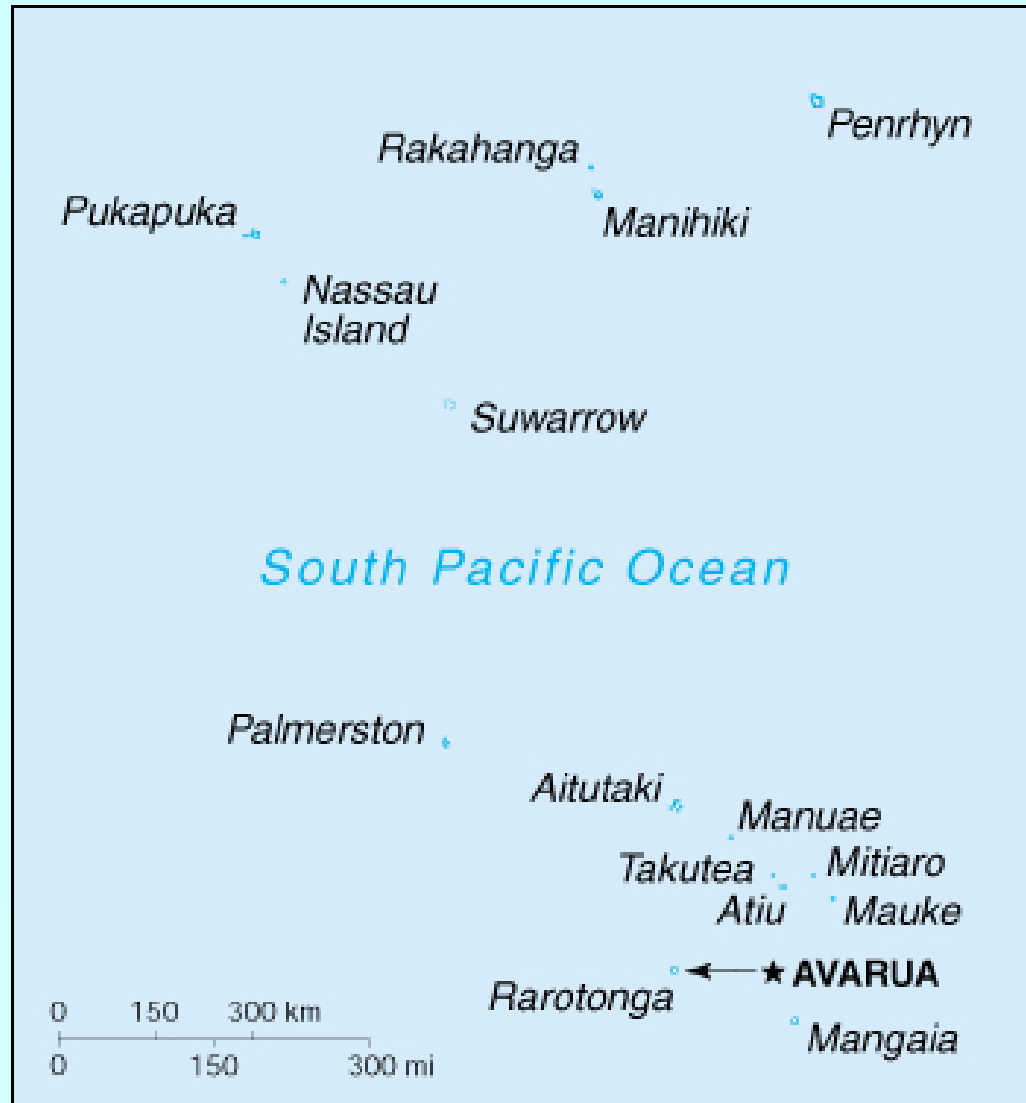 Penrhyn
Rakahanga
Manihiki
Pukapuka
Nassau
Island
Suwarrow
South Pacific Ocean
Palmerston
Aitutaki
Manuae
Takutea
Mitiaro
Atiu
Mauke
AVARUA
Rarotonga
Mangaia
0 150 300 km
0 150 300 mi